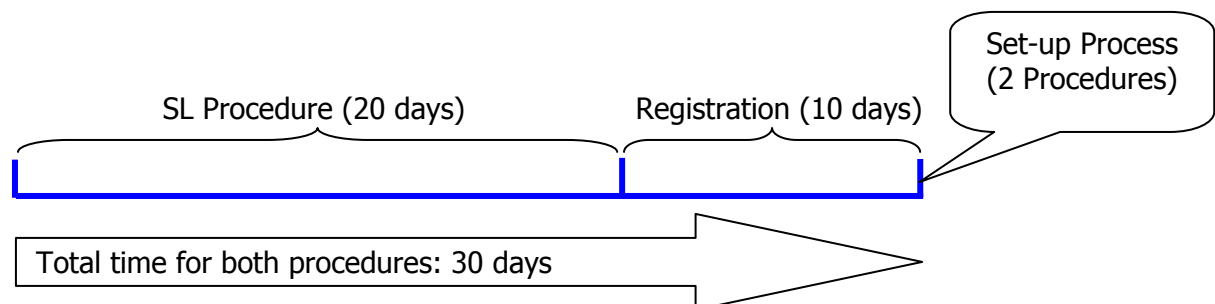 Set-up Process
(2 Procedures)
SL Procedure (20 days)
Registration (10 days)
Total time for both procedures: 30 days